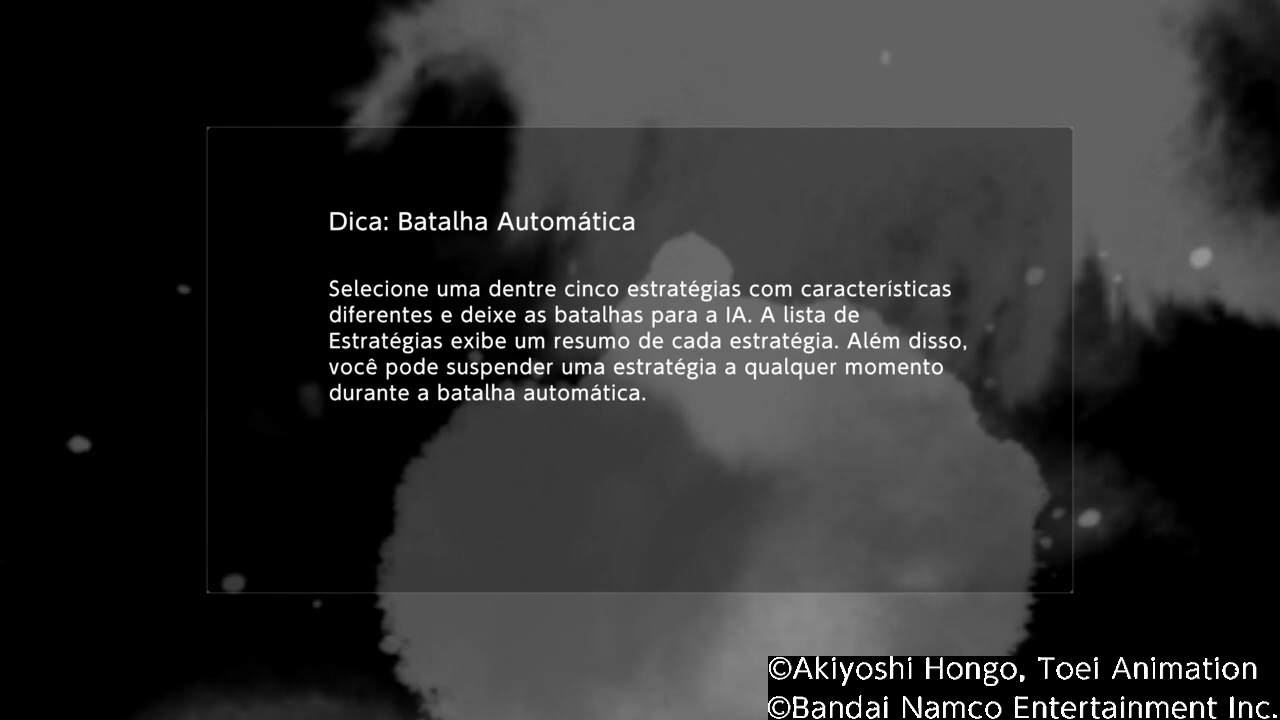 Dica: Batalha Automática
Selecione uma dentre cinco estratégias com características
diferentes e deixe as batalhas para a IA. A lista de
Estratégias exibe um resumo de cada estratégia. Além disso,
você pode suspender uma estratégia a qualquer momento
durante a batalha automática.
©Akiyoshi Hongo, Toei Animation
©Bandai Namco Entertainment Inc.